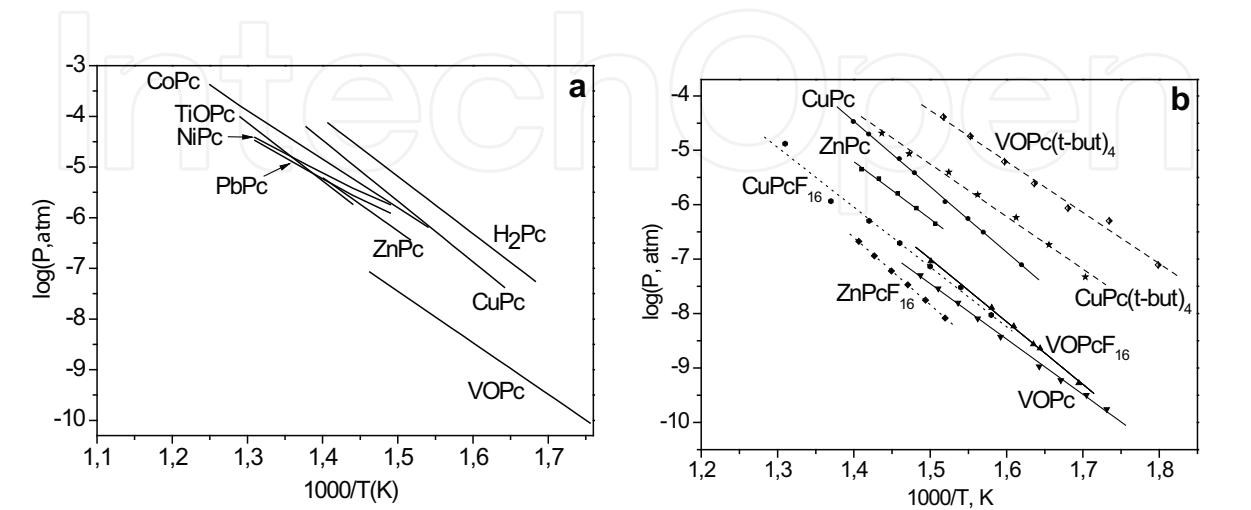 IntechOpen
a
-3
-4
-5
-6
-7
-8
-9
-10
log(P,atm)
CoPc
TiOPc
NiPc
PbPc
ZnPc
H2Pc
CuPc
VOPc
1,1 1,2 1,3 1,4 1,5 1,6 1,7
1000/T(K)
b
-4
-5
-6
-7
-8
-9
-10
log(P, atm)
CuPc
ZnPc
VOPc(t-but)4
CuPcF16
ZnPcF16
CuPc(t-but)4
VOPcF16
VOPc
1,2 1,3 1,4 1,5 1,6 1,7 1,8
1000/T, K